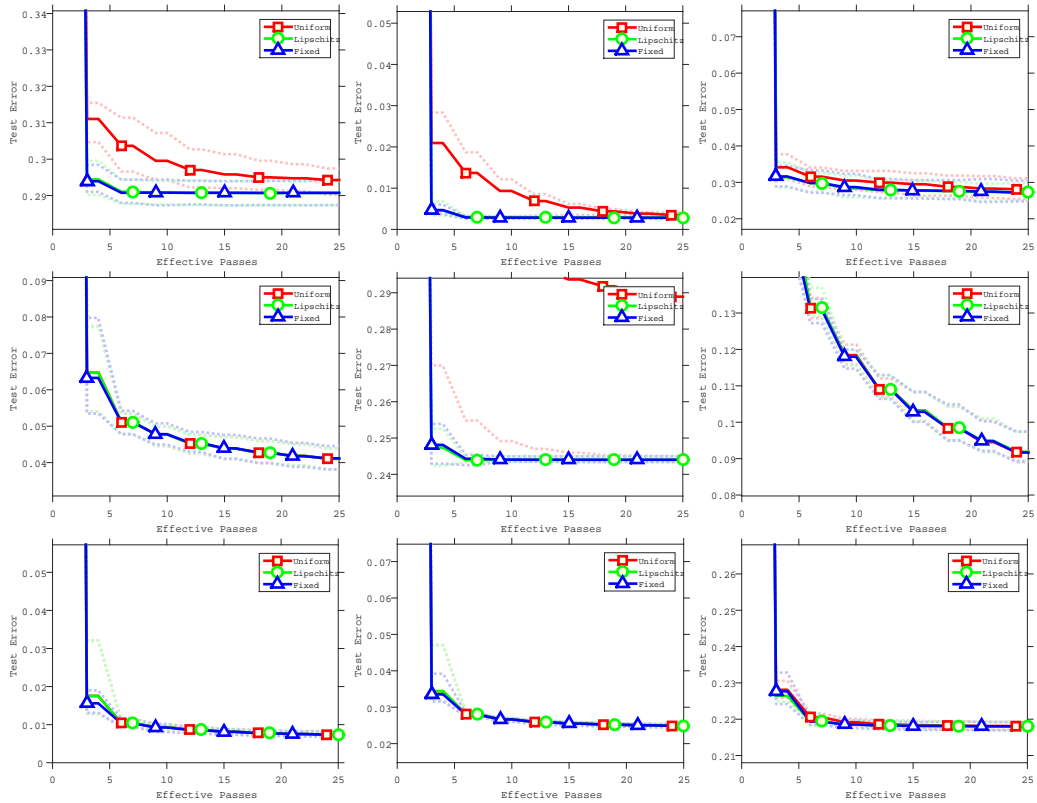 0.34
0.33
0.32
0.31
0.3
0.29
Test Error
0 5 10 15 20 25
Effective Passes
Uniform
Lipschitz
Fixed
0.05
0.04
0.03
0.02
0.01
0
Test Error
0 5 10 15 20 25
Effective Passes
Uniform
Lipschitz
Fixed
0.07
0.06
0.05
0.04
0.03
0.02
Test Error
0 5 10 15 20 25
Effective Passes
Uniform
Lipschitz
Fixed
0.09
0.08
0.07
0.06
0.05
0.04
Test Error
0 5 10 15 20 25
Effective Passes
Uniform
Lipschitz
Fixed
0.29
0.28
0.27
0.26
0.25
0.24
Test Error
0 5 10 15 20 25
Effective Passes
Uniform
Lipschitz
Fixed
0.13
0.12
0.11
0.1
0.09
0.08
Test Error
0 5 10 15 20 25
Effective Passes
Uniform
Lipschitz
Fixed
0.05
0.04
0.03
0.02
0.01
0
Test Error
0 5 10 15 20 25
Effective Passes
Uniform
Lipschitz
Fixed
0.07
0.06
0.05
0.04
0.03
0.02
Test Error
0 5 10 15 20 25
Effective Passes
Uniform
Lipschitz
Fixed
0.26
0.25
0.24
0.23
0.22
0.21
Test Error
0 5 10 15 20 25
Effective Passes
Uniform
Lipschitz
Fixed